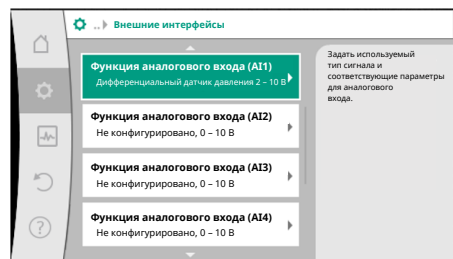 .. Внешние интерфейсы
Функция аналогового входа (AI1)
Дифференциальный датчик давления 2 – 10 В
Функция аналогового входа (AI2)
Не конфигурировано, 0 – 10 В
Функция аналогового входа (AI3)
Не конфигурировано, 0 – 10 В
Функция аналогового входа (AI4)
Не конфигурировано, 0 – 10 В
Задать используемый
тип сигнала и
соответствующие параметры
для аналогового
входа.
?